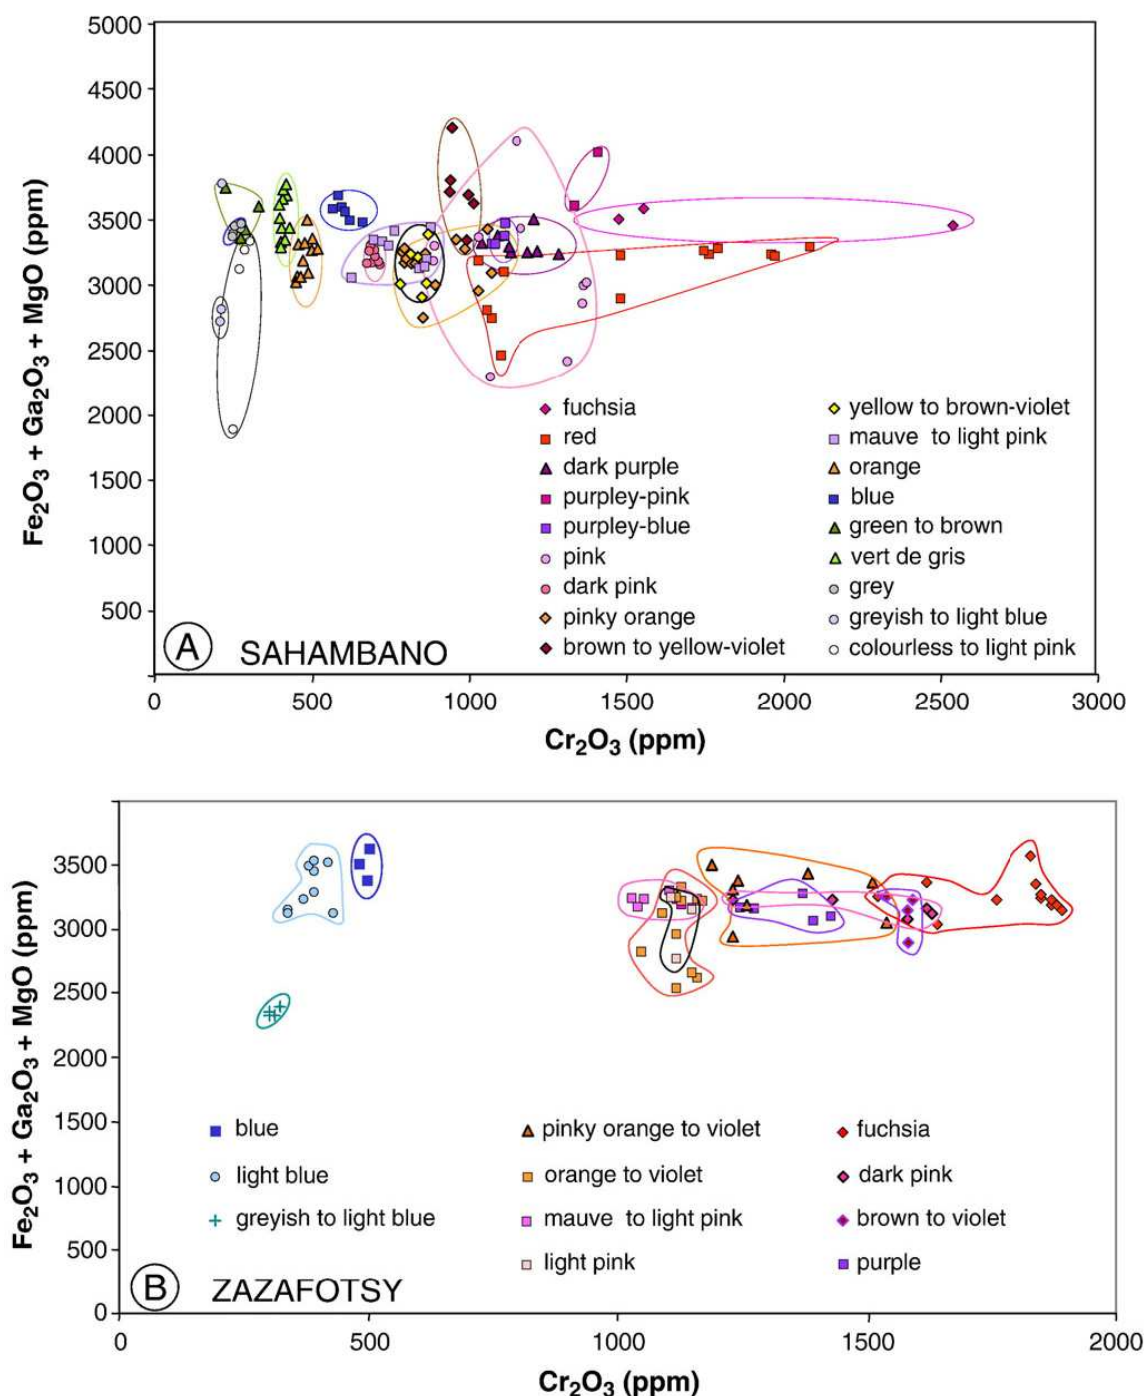 5000
4500
4000
3500
3000
2500
2000
1500
1000
500
Fe2O3 + Ga2O3 + MgO (ppm)
fuchsia
red
dark purple
purpley-pink
purpley-blue
pink
dark pink
pinky orange
brown to yellow-violet
yellow to brown-violet
mauve to light pink
orange
blue
green to brown
vert de gris
grey
greyish to light blue
colourless to light pink
A SAHAMBANO
0 500 1000 1500 2000 2500 3000
Cr2O3 (ppm)
3500
3000
2500
2000
1500
1000
500
0
Fe2O3 + Ga2O3 + MgO (ppm)
blue
light blue
greyish to light blue
pinky orange to violet
orange to violet
mauve to light pink
light pink
fuchsia
dark pink
brown to violet
purple
B ZAZAFOTSY
0 500 1000 1500 2000
Cr2O3 (ppm)